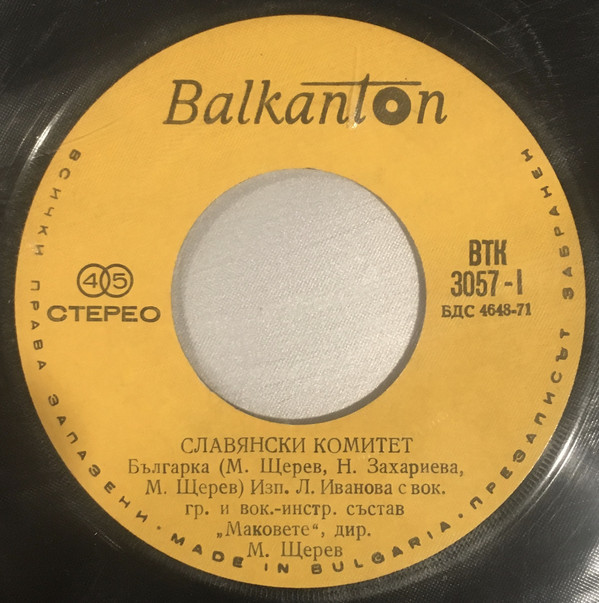 Balkanton
45
СТЕРЕО
ВТК
3057-I
БДС 4648-71
СЛАВЯНСКИ КОМИТЕТ
Българка (М. Щерев, Н. Захариева,
М. Щерев) Изп. Л. Иванова с вок.
гр. и вок.-инстр. състав
„Маковете“, дир.
М. Щерев
ВСИЧКИ ПРАВА ЗАПАЗЕНИ · MADE IN BULGARIA · ПРЕЗАПИСЪТ ЗАБРАНЕН